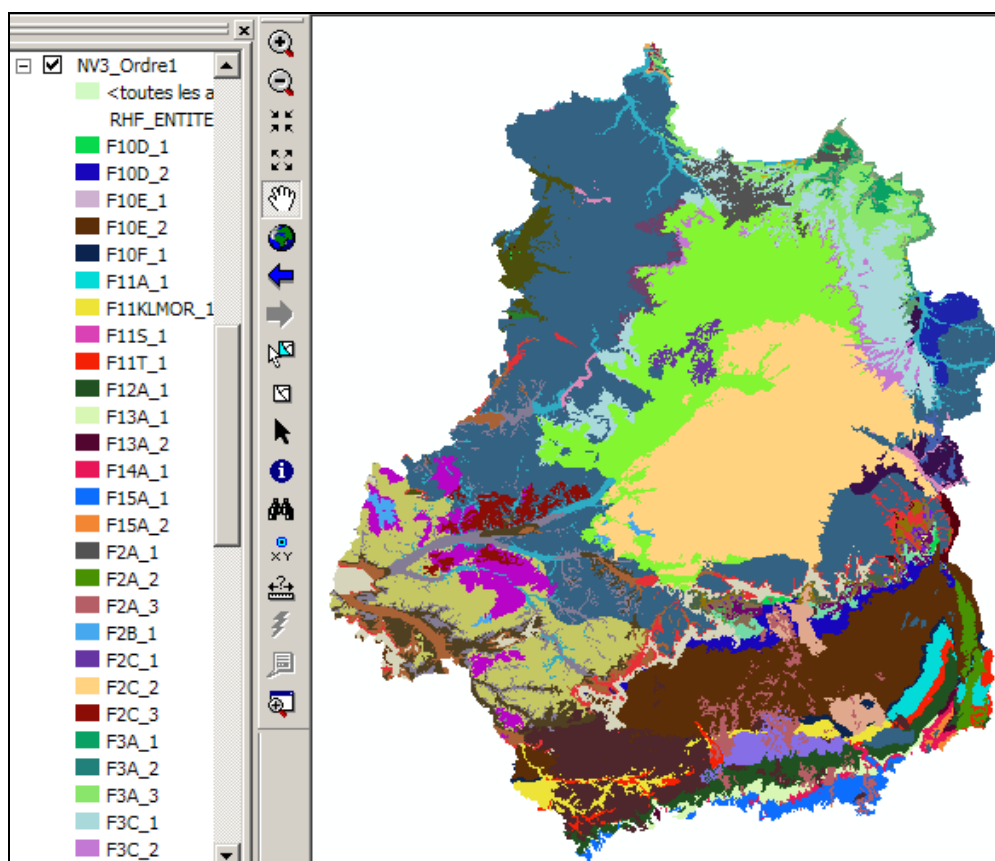 NV3_Ordre1
<toutes les a
RHF_ENTITE
F10D_1
F10D_2
F10E_1
F10E_2
F10F_1
F11A_1
F11KLMOR_1
F11S_1
F11T_1
F12A_1
F13A_1
F13A_2
F14A_1
F15A_1
F15A_2
F2A_1
F2A_2
F2A_3
F2B_1
F2C_1
F2C_2
F2C_3
F3A_1
F3A_2
F3A_3
F3C_1
F3C_2
XY